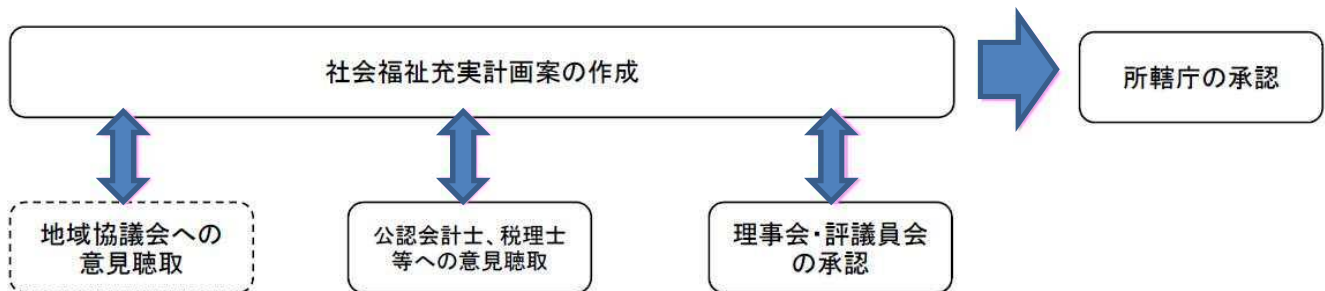 社会福祉充実計画案の作成
所轄庁の承認
地域協議会への
意見聴取
公認会計士、税理士
等への意見聴取
理事会・評議員会
の承認